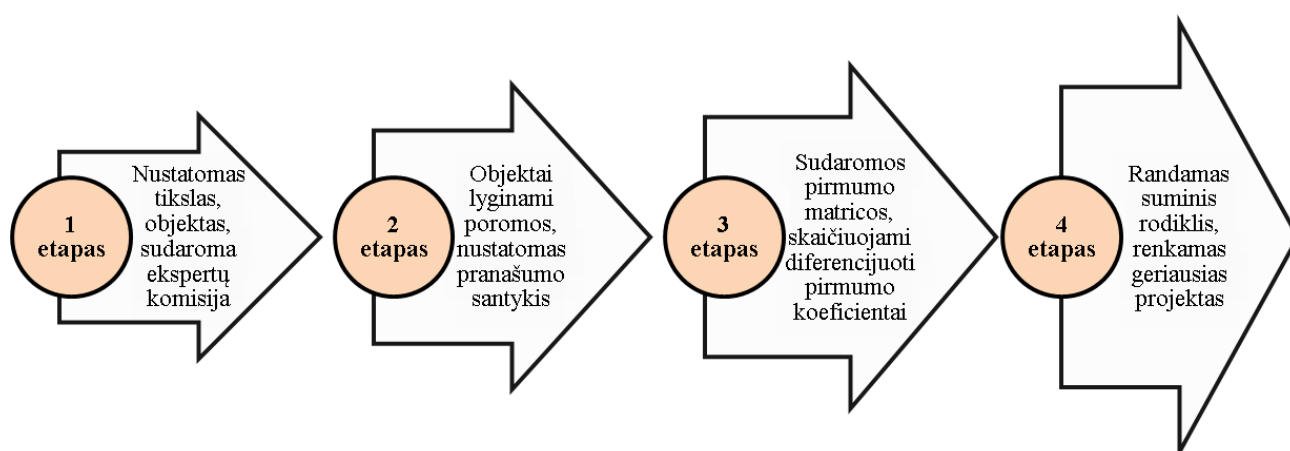 1
etapas
Nustatomas
tikslas,
objektas,
sudaroma
ekspertų
komisija
2
etapas
Objektai
lyginami
poromos,
nustatomas
pranašumo
santykis
3
etapas
Sudaromos
pirmumo
matricos,
skaičiuojami
diferencijuoti
pirmumo
koeficientai
4
etapas
Randamas
suminis
rodiklis,
renkamas
geriausias
projektas